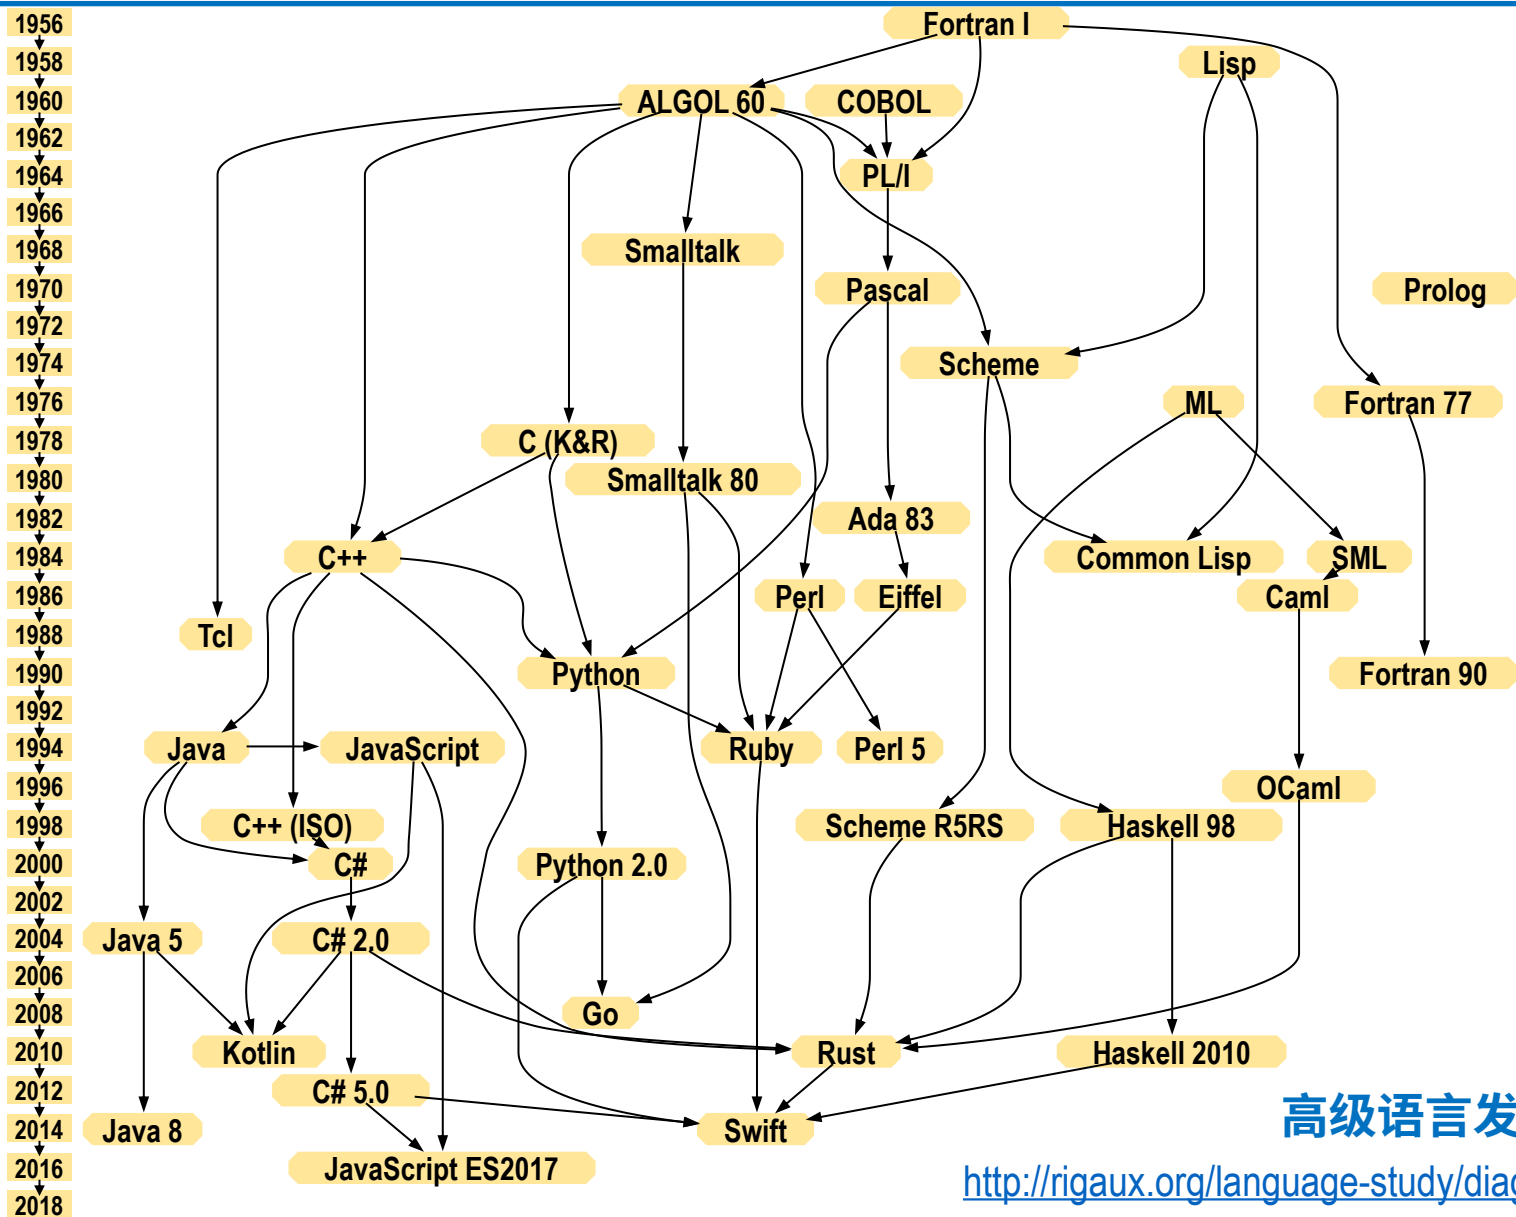 1956
Fortran I
1958
Lisp
1960
ALGOL 60
COBOL
1962
1964
PL/I
1966
1968
Smalltalk
1970
Pascal
Prolog
1972
1974
Scheme
1976
ML
Fortran 77
1978
C (K&R)
1980
Smalltalk 80
1982
Ada 83
1984
C++
Common Lisp
SML
1986
Perl
Eiffel
Caml
1988
Tcl
1990
Python
Fortran 90
1992
1994
Java
JavaScript
Ruby
Perl 5
1996
OCaml
1998
C++ (ISO)
Scheme R5RS
Haskell 98
2000
C#
Python 2.0
2002
2004
Java 5
C# 2.0
2006
2008
Go
2010
Kotlin
Rust
Haskell 2010
2012
C# 5.0
2014
Java 8
Swift
高级语言发
2016
JavaScript ES2017
http://rigaux.org/language-study/diag
2018